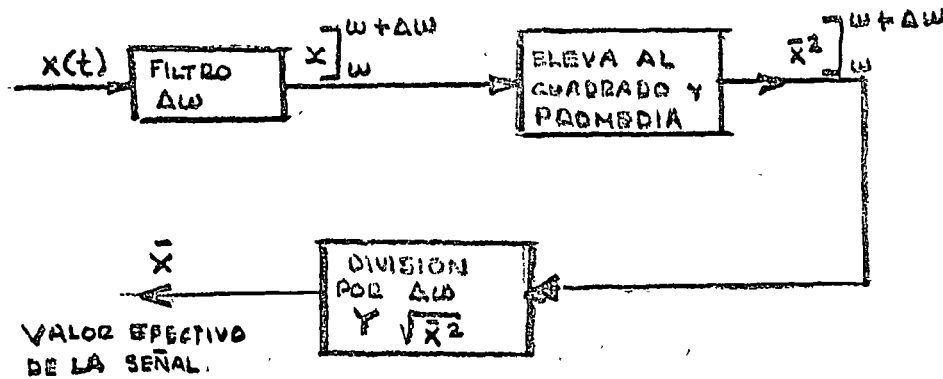 x(t)
FILTRO
Δω
x ]ω+Δω
ω
ELEVA AL
CUADRADO Y
PROMEDIA
x̄² ]ω+Δω
ω
DIVISION
POR Δω
Y √x̄²
x̄
VALOR EFECTIVO
DE LA SEÑAL.